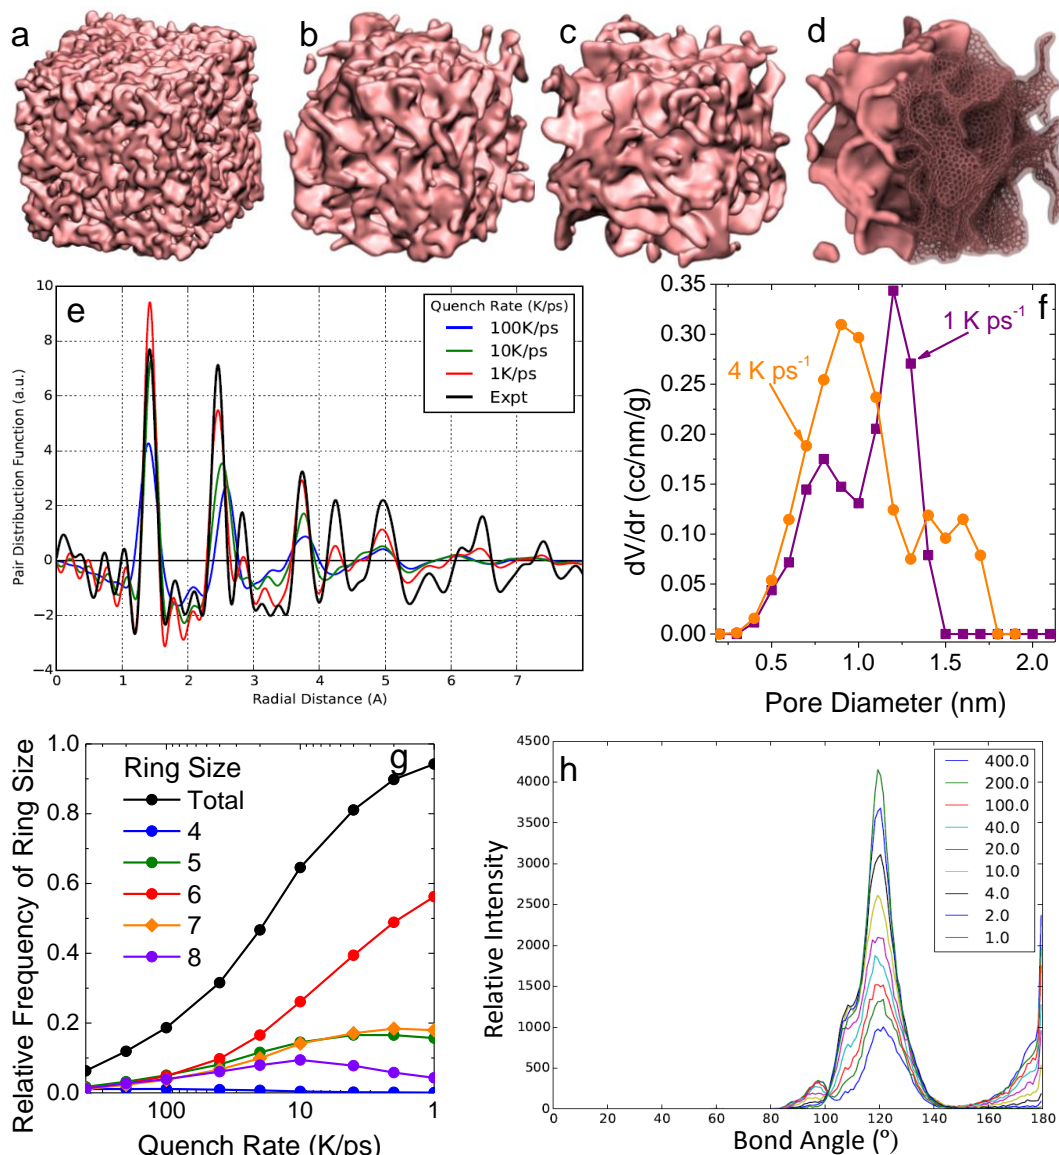 a
b
c
d
e
Quench Rate (K/ps)
100K/ps
10K/ps
1K/ps
Expt
10
8
6
4
2
0
−2
−4
Pair Distribution Function (a.u.)
0 1 2 3 4 5 6 7
Radial Distance (A)
f
1 K ps-1
4 K ps-1
0.35
0.30
0.25
0.20
0.15
0.10
0.05
0.00
dV/dr (cc/nm/g)
0.5 1.0 1.5 2.0
Pore Diameter (nm)
g
Ring Size
Total
4
5
6
7
8
1.0
0.8
0.6
0.4
0.2
0.0
Relative Frequency of Ring Size
100 10 1
Quench Rate (K/ps)
h
400.0
200.0
100.0
40.0
20.0
10.0
4.0
2.0
1.0
4500
4000
3500
3000
2500
2000
1500
1000
500
0
Relative Intensity
0 20 40 60 80 100 120 140 160 180
Bond Angle (°)